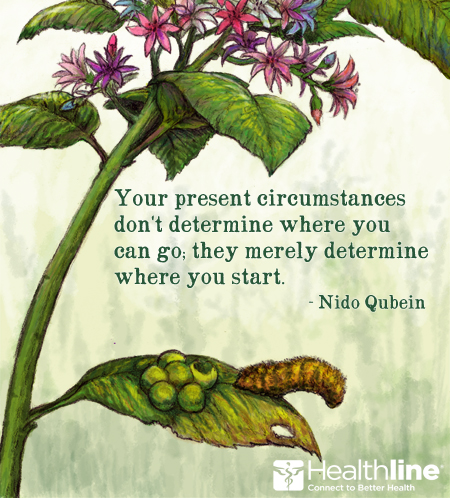 Your present circumstances
don't determine where you
can go; they merely determine
where you start.
- Nido Qubein
Healthline
Connect to Better Health